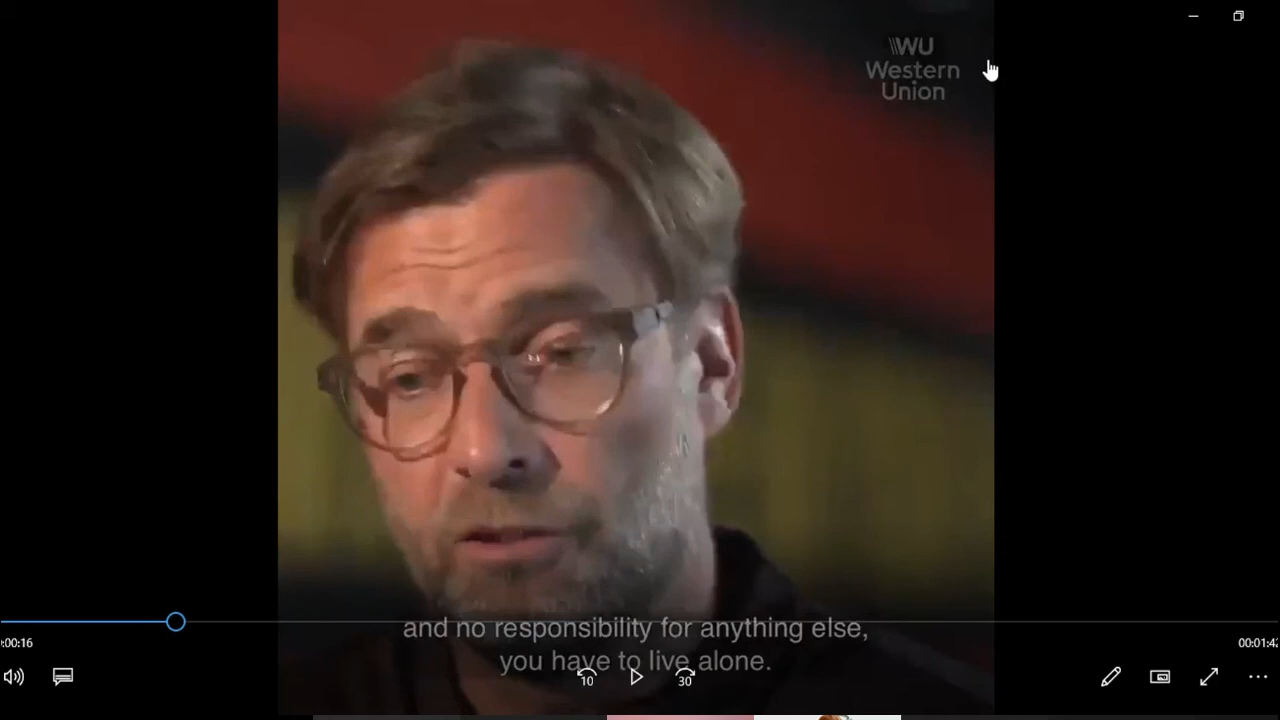 WU
Western
Union
and no responsibility for anything else,
you have to live alone.
:00:16
00:01:42
10
30